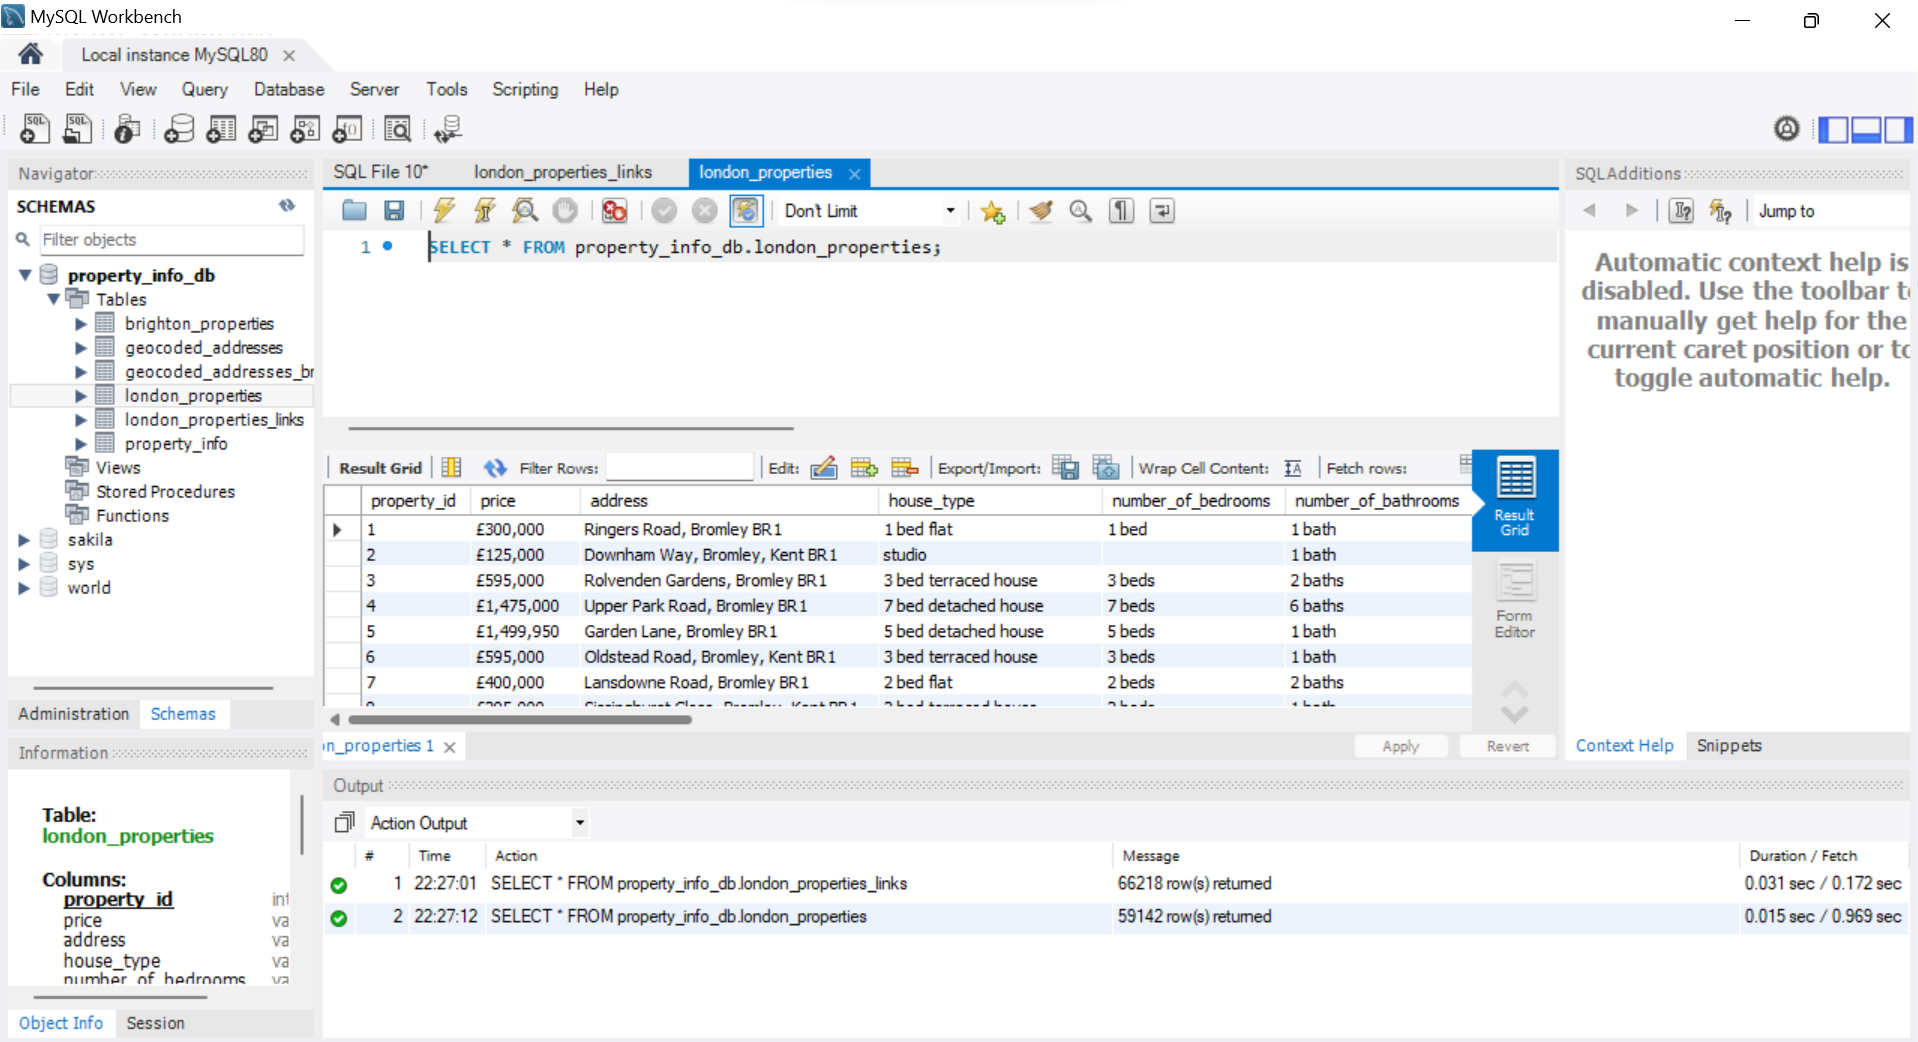 MySQL Workbench
Local instance MySQL80
File Edit View Query Database Server Tools Scripting Help
Navigator
SCHEMAS
Filter objects
property_info_db
Tables
brighton_properties
geocoded_addresses
geocoded_addresses_br
london_properties
london_properties_links
property_info
Views
Stored Procedures
Functions
sakila
sys
world
Administration Schemas
Information
Table:
london_properties
Columns:
property_id int
price va
address va
house_type va
number_of_bedrooms va
Object Info Session
SQL File 10* london_properties_links london_properties
Don't Limit
1 SELECT * FROM property_info_db.london_properties;
Result Grid Filter Rows: Edit: Export/Import: Wrap Cell Content: Fetch rows:
property_id price address house_type number_of_bedrooms number_of_bathrooms
1 £300,000 Ringers Road, Bromley BR1 1 bed flat 1 bed 1 bath
2 £125,000 Downham Way, Bromley, Kent BR1 studio 1 bath
3 £595,000 Rolvenden Gardens, Bromley BR1 3 bed terraced house 3 beds 2 baths
4 £1,475,000 Upper Park Road, Bromley BR1 7 bed detached house 7 beds 6 baths
5 £1,499,950 Garden Lane, Bromley BR1 5 bed detached house 5 beds 1 bath
6 £595,000 Oldstead Road, Bromley, Kent BR1 3 bed terraced house 3 beds 1 bath
7 £400,000 Lansdowne Road, Bromley BR1 2 bed flat 2 beds 2 baths
Result
Grid
Form
Editor
n_properties 1
Apply Revert
SQLAdditions
Jump to
Automatic context help is
disabled. Use the toolbar to
manually get help for the
current caret position or to
toggle automatic help.
Context Help Snippets
Output
Action Output
# Time Action Message Duration / Fetch
1 22:27:01 SELECT * FROM property_info_db.london_properties_links 66218 row(s) returned 0.031 sec / 0.172 sec
2 22:27:12 SELECT * FROM property_info_db.london_properties 59142 row(s) returned 0.015 sec / 0.969 sec